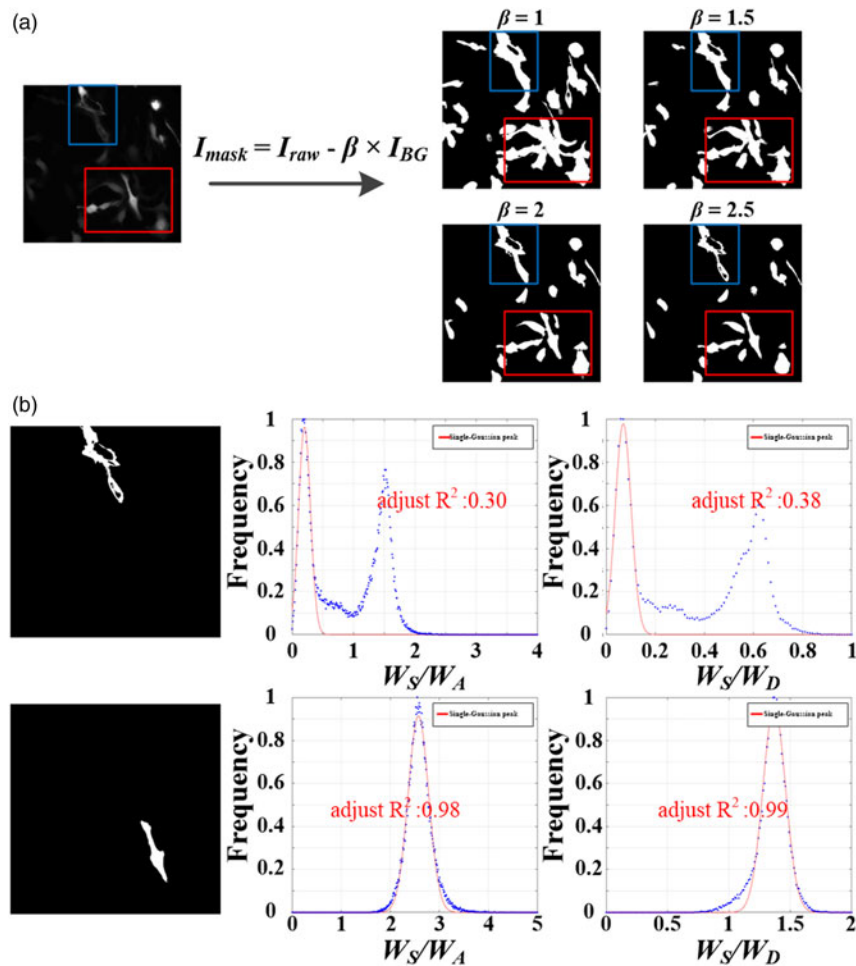 (a)
β = 1 β = 1.5
I_mask = I_raw - β × I_BG
β = 2 β = 2.5
(b)
1 1
Single-Gaussian peak Single-Gaussian peak
0.8 0.8
adjust R²:0.30 adjust R²:0.38
0.6 0.6
Frequency Frequency
0.4 0.4
0.2 0.2
0 0
0 1 2 3 4 0 0.2 0.4 0.6 0.8 1
W_S/W_A W_S/W_D
1 1
Single-Gaussian peak Single-Gaussian peak
0.8 0.8
0.6 0.6
adjust R²:0.98 adjust R²:0.99
Frequency Frequency
0.4 0.4
0.2 0.2
0 0
0 1 2 3 4 5 0 0.5 1 1.5 2
W_S/W_A W_S/W_D